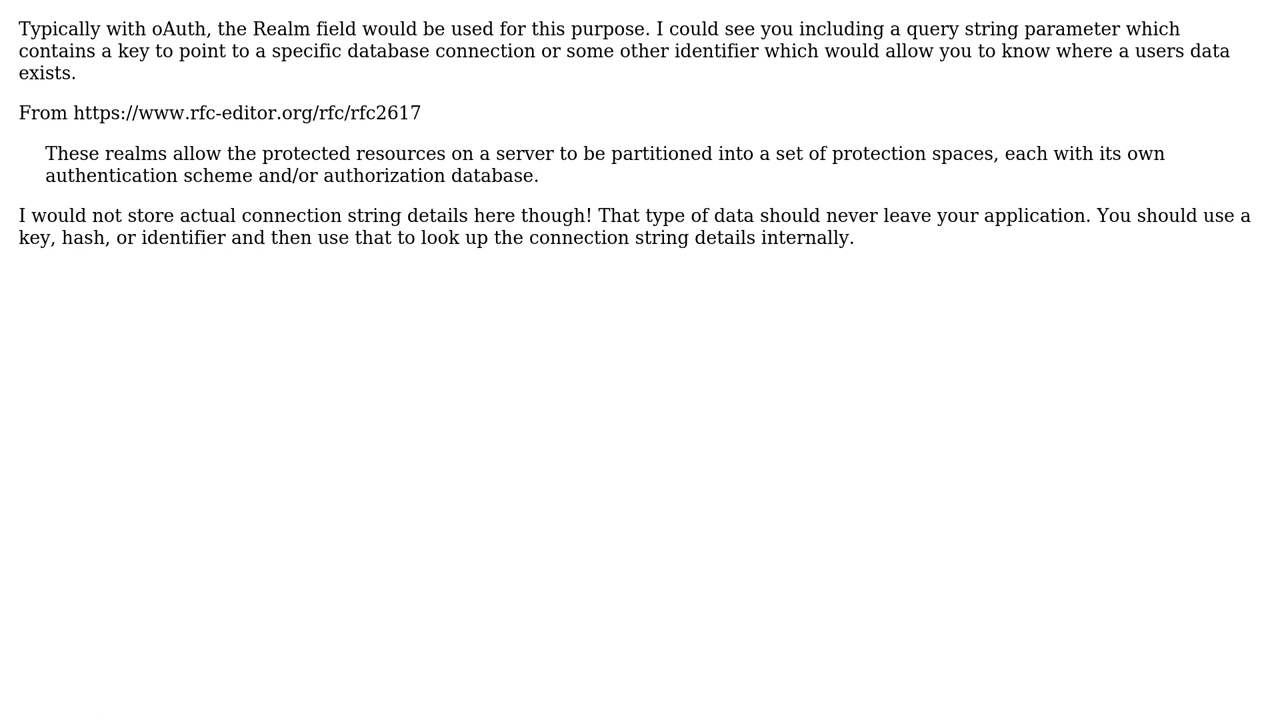 Typically with oAuth, the Realm field would be used for this purpose. I could see you including a query string parameter which
contains a key to point to a specific database connection or some other identifier which would allow you to know where a users data
exists.
From https://www.rfc-editor.org/rfc/rfc2617
These realms allow the protected resources on a server to be partitioned into a set of protection spaces, each with its own
authentication scheme and/or authorization database.
I would not store actual connection string details here though! That type of data should never leave your application. You should use a
key, hash, or identifier and then use that to look up the connection string details internally.